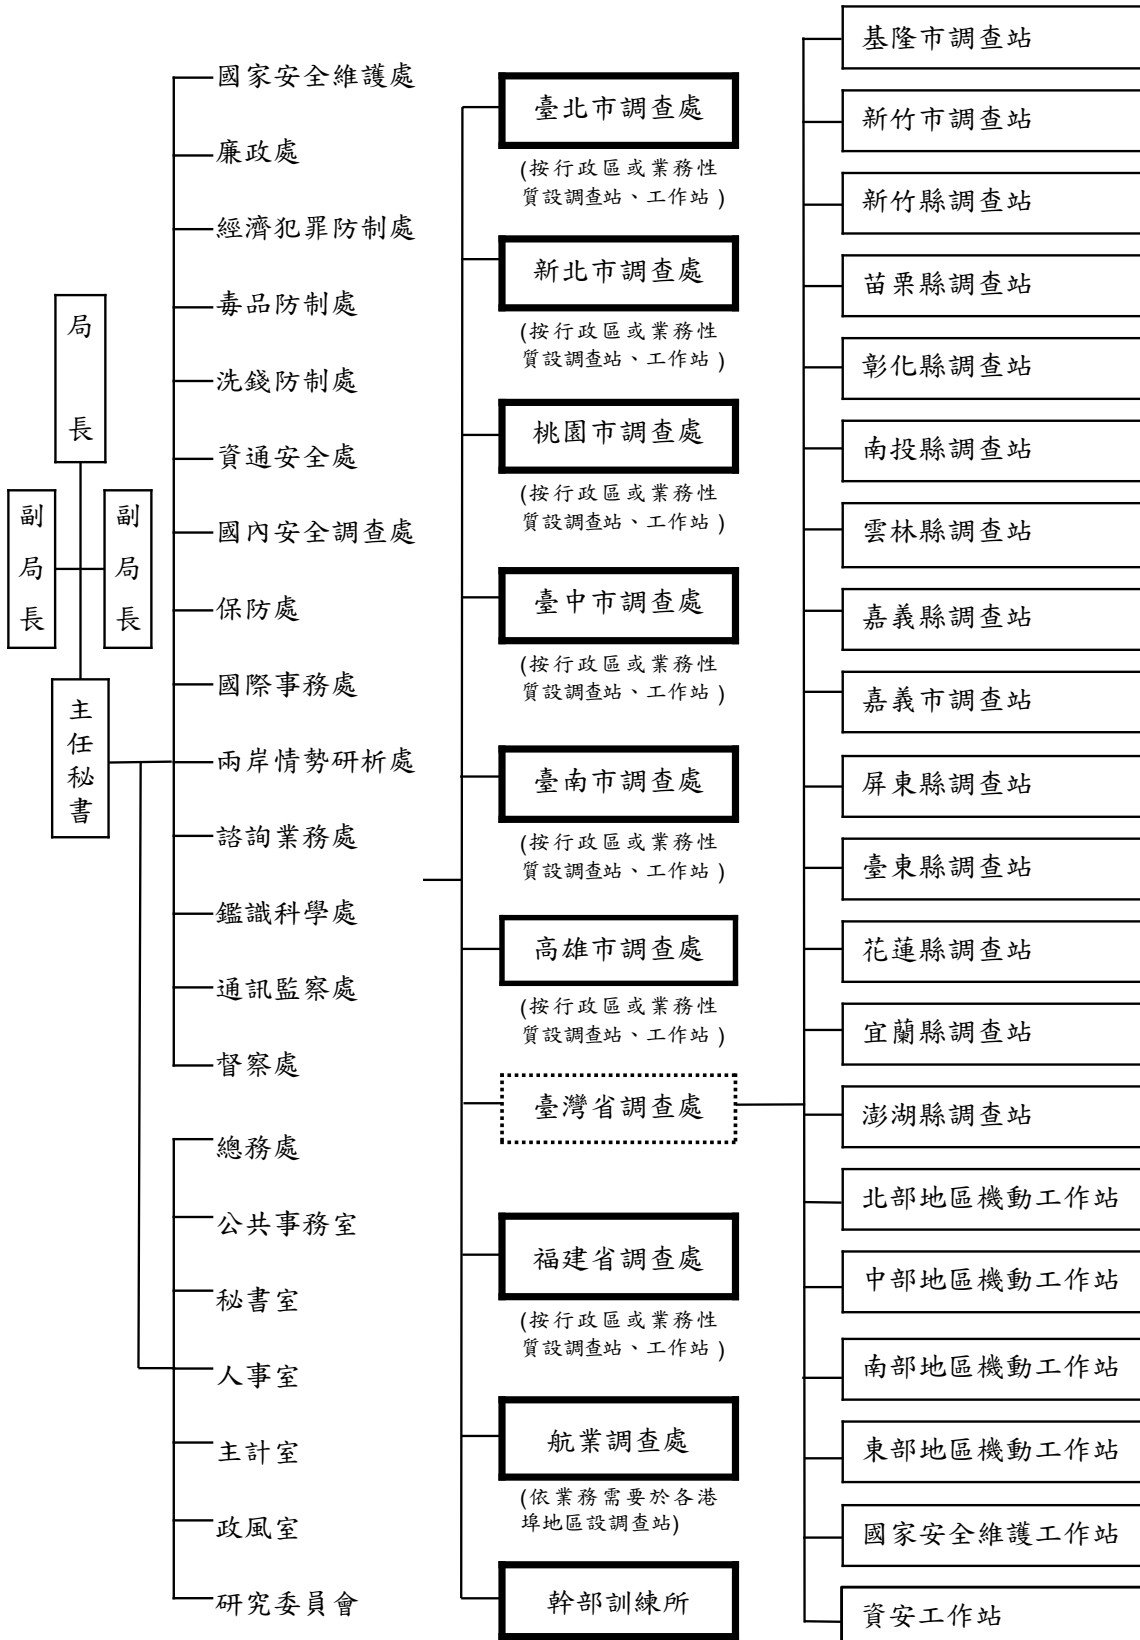 局長
副局長
副局長
主任秘書
國家安全維護處
廉政處
經濟犯罪防制處
毒品防制處
洗錢防制處
資通安全處
國內安全調查處
保防處
國際事務處
兩岸情勢研析處
諮詢業務處
鑑識科學處
通訊監察處
督察處
總務處
公共事務室
秘書室
人事室
主計室
政風室
研究委員會
臺北市調查處
(按行政區或業務性
質設調查站、工作站)
新北市調查處
(按行政區或業務性
質設調查站、工作站)
桃園市調查處
(按行政區或業務性
質設調查站、工作站)
臺中市調查處
(按行政區或業務性
質設調查站、工作站)
臺南市調查處
(按行政區或業務性
質設調查站、工作站)
高雄市調查處
(按行政區或業務性
質設調查站、工作站)
臺灣省調查處
福建省調查處
(按行政區或業務性
質設調查站、工作站)
航業調查處
(依業務需要於各港
埠地區設調查站)
幹部訓練所
基隆市調查站
新竹市調查站
新竹縣調查站
苗栗縣調查站
彰化縣調查站
南投縣調查站
雲林縣調查站
嘉義縣調查站
嘉義市調查站
屏東縣調查站
臺東縣調查站
花蓮縣調查站
宜蘭縣調查站
澎湖縣調查站
北部地區機動工作站
中部地區機動工作站
南部地區機動工作站
東部地區機動工作站
國家安全維護工作站
資安工作站